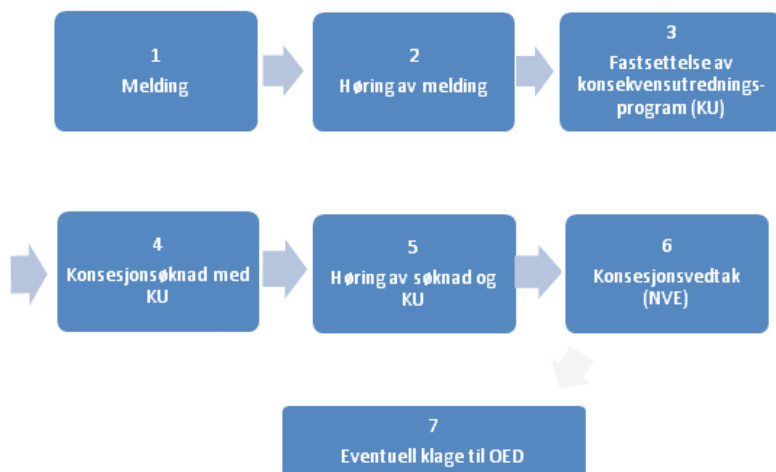 1
Melding
2
Høring av melding
3
Fastsettelse av
konsekvensutrednings-
program (KU)
4
Konsesjonsøknad med
KU
5
Høring av søknad og
KU
6
Konsesjonsvedtak
(NVE)
7
Eventuell klage til OED